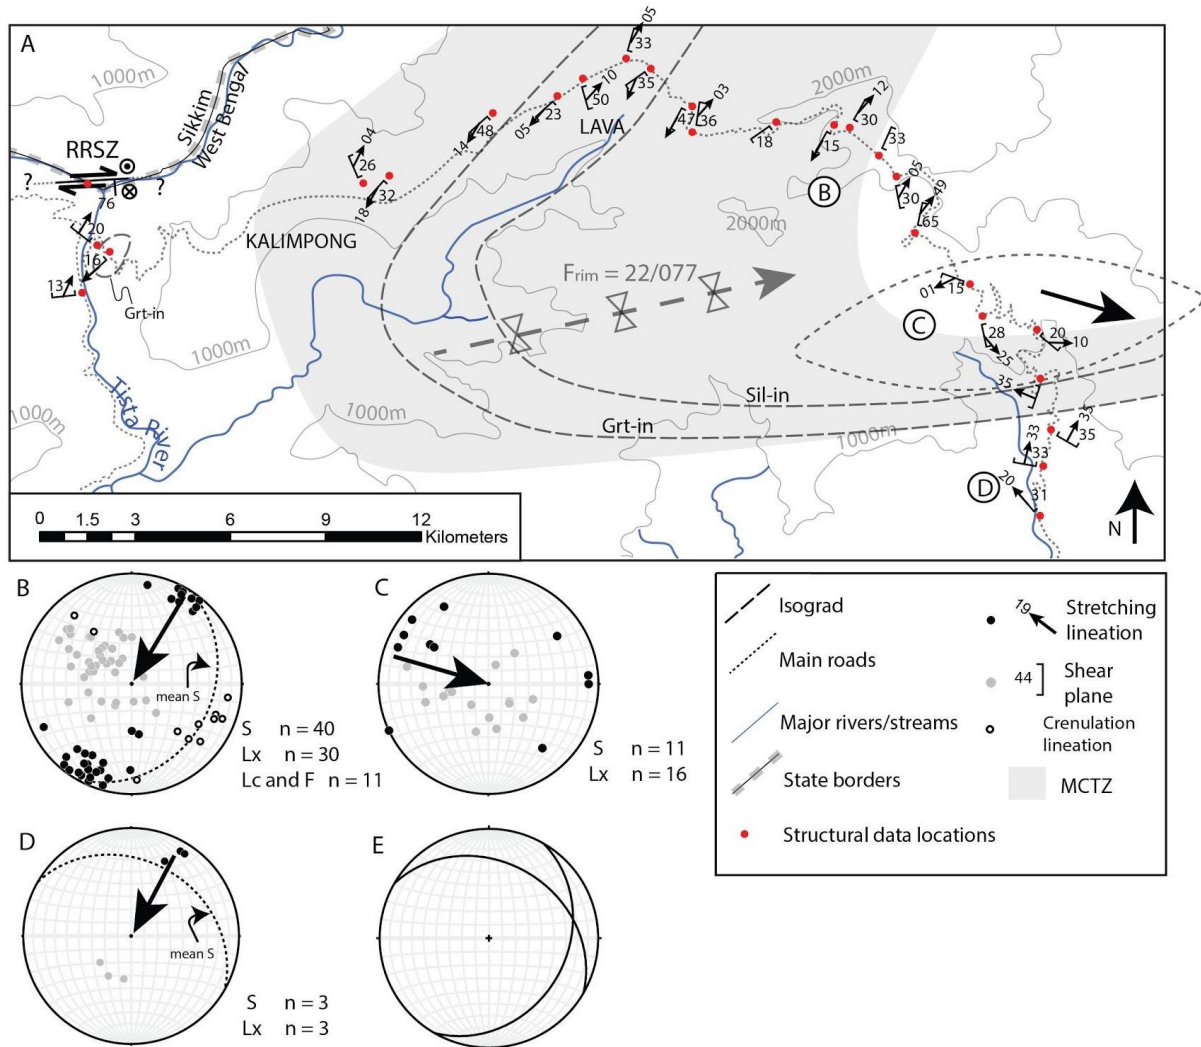 A
1000m
Sikkim
West Bengal/
RRSZ
?
?
76
20
16
13
Grt-in
Tista River
1000m
1000m
KALIMPONG
04
26
18
32
14
48
05
23
50
10
05
33
35
LAVA
47
03
36
18
2000m
12
30
15
33
B
05
30
49
65
2000m
Frim = 22/077
01
15
C
28
25
20
10
35
Sil-in
Grt-in
1000m
1000m
35
35
33
33
D
20
31
N
0 1.5 3 6 9 12
Kilometers
B
mean S
S n = 40
Lx n = 30
Lc and F n = 11
C
S n = 11
Lx n = 16
D
mean S
S n = 3
Lx n = 3
E
Isograd
Main roads
Major rivers/streams
State borders
Structural data locations
19
Stretching
lineation
44
Shear
plane
Crenulation
lineation
MCTZ